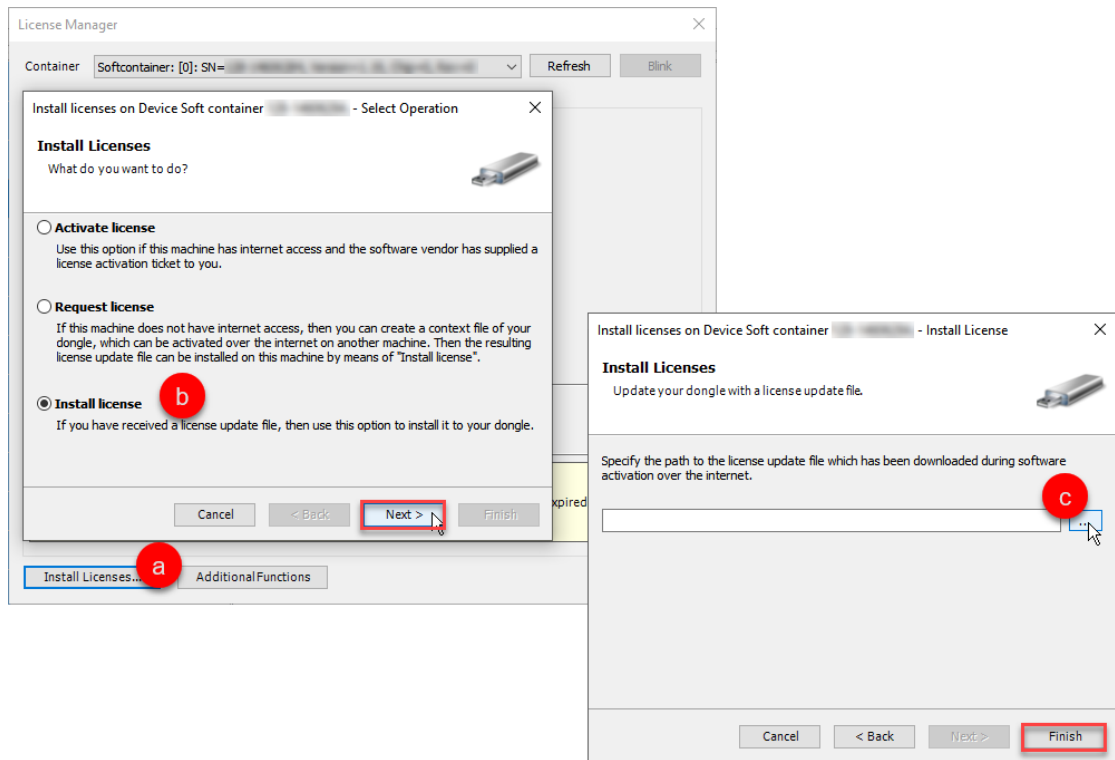 License Manager
Container
Softcontainer: [0]: SN=
Refresh
Blink
Install licenses on Device Soft container - Select Operation
Install Licenses
What do you want to do?
Activate license
Use this option if this machine has internet access and the software vendor has supplied a
license activation ticket to you.
Request license
If this machine does not have internet access, then you can create a context file of your
dongle, which can be activated over the internet on another machine. Then the resulting
license update file can be installed on this machine by means of "Install license".
b
Install license
If you have received a license update file, then use this option to install it to your dongle.
Cancel
< Back
Next >
Finish
xpired
a
Install Licenses...
Additional Functions
Install licenses on Device Soft container - Install License
Install Licenses
Update your dongle with a license update file.
Specify the path to the license update file which has been downloaded during software
activation over the internet.
c
...
Cancel
< Back
Next >
Finish